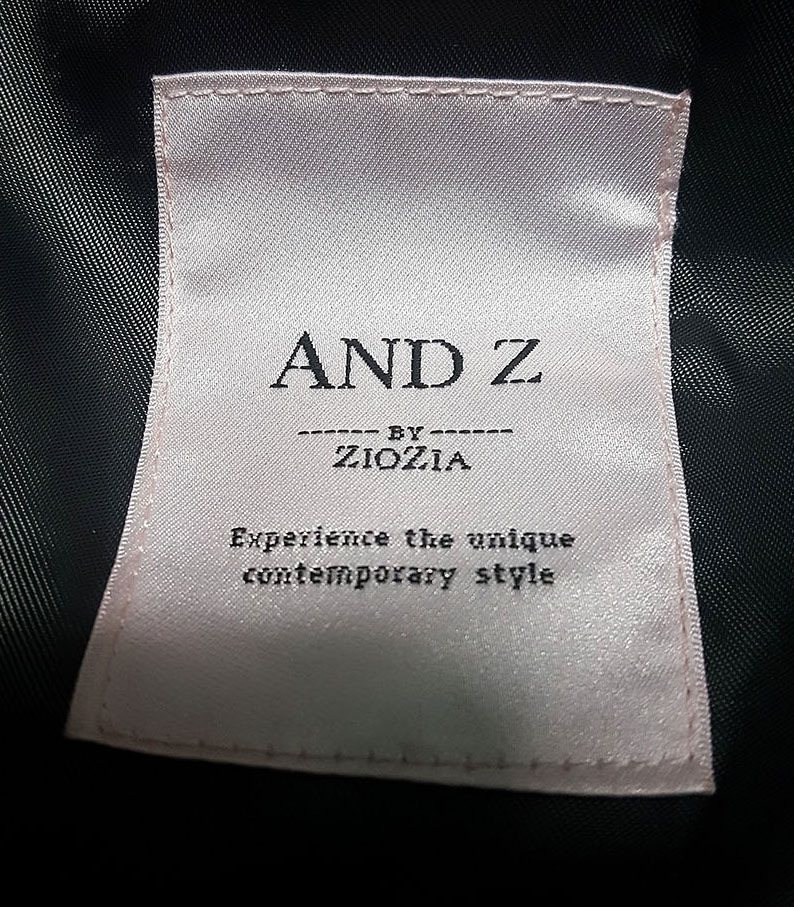 AND Z
------ BY ------
ZIOZIA
Experience the unique
contemporary style